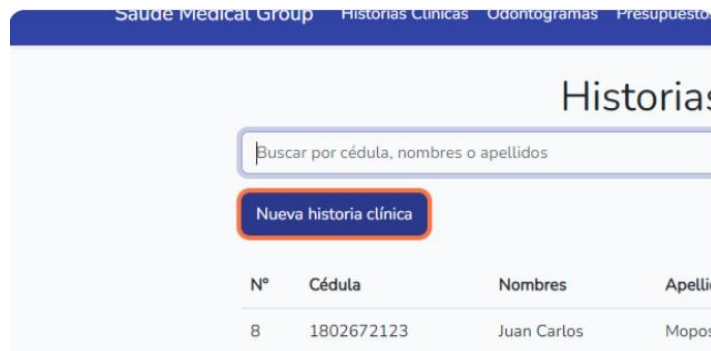 Saude Medical Group Historias Clínicas Odontogramas Presupuestos
Historias
Buscar por cédula, nombres o apellidos
Nueva historia clínica
N° Cédula Nombres
8 1802672123 Juan Carlos